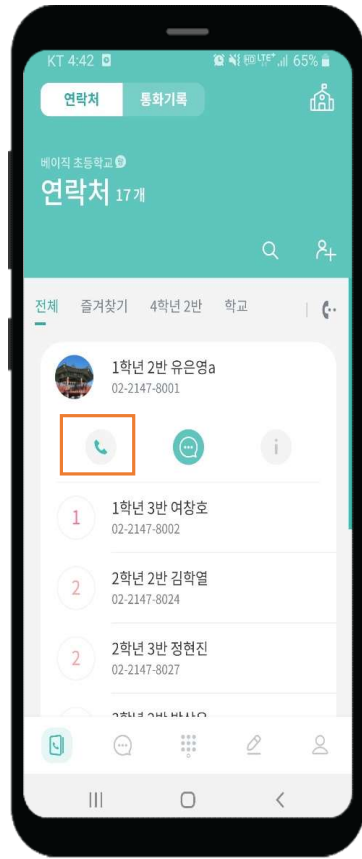 KT 4:42 65%
연락처 통화기록
베이직 초등학교
연락처 17개
전체 즐겨찾기 4학년 2반 학교
1학년 2반 유은영a
02-2147-8001
1학년 3반 여창호
1
02-2147-8002
2학년 2반 김학열
2
02-2147-8024
2학년 3반 정현진
2
02-2147-8027